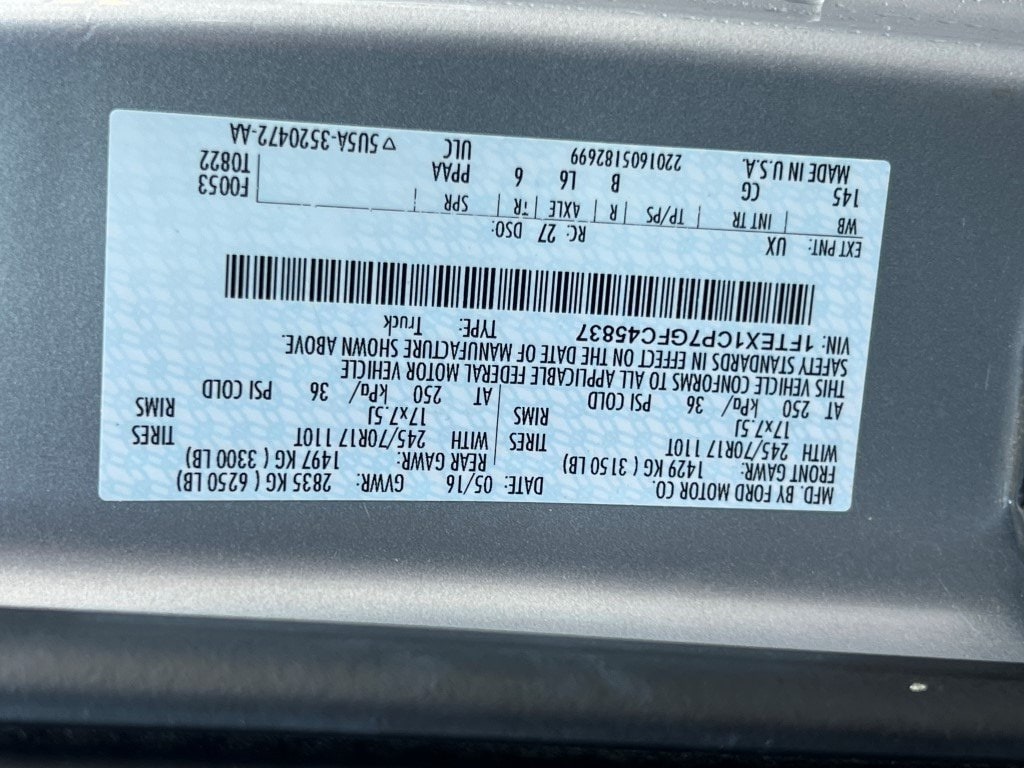 MFD. BY FORD MOTOR CO.
DATE: 05/16 GVWR: 2835 KG ( 6250 LB)
FRONT GAWR: 1429 KG ( 3150 LB) REAR GAWR: 1497 KG ( 3300 LB)
WITH 245/70R17 110T TIRES WITH 245/70R17 110T TIRES
17x7.5J RIMS 17x7.5J RIMS
AT 250 kPa/ 36 PSI COLD AT 250 kPa/ 36 PSI COLD
THIS VEHICLE CONFORMS TO ALL APPLICABLE FEDERAL MOTOR VEHICLE
SAFETY STANDARDS IN EFFECT ON THE DATE OF MANUFACTURE SHOWN ABOVE.
VIN: 1FTEX1CP7GFC45837 TYPE: Truck
EXT PNT: UX RC: 27 DSO:
WB | INT TR | TP/PS | R | AXLE | TR | SPR F0053
145 CG B L6 6 PPAA T0822
MADE IN U.S.A. 2201605182699 ULC ▽ 5U5A-3520472-AA